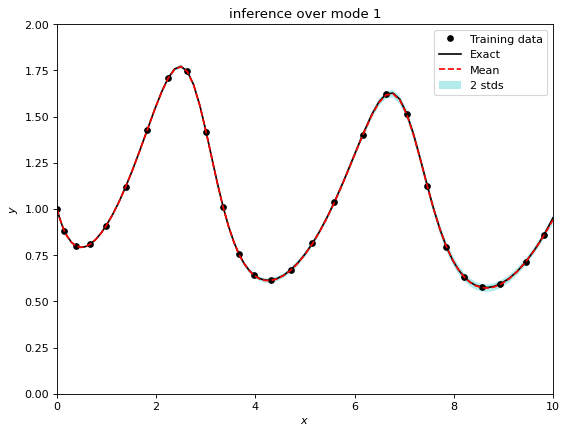 inference over mode 1
2.00
1.75
1.50
1.25
1.00
0.75
0.50
0.25
0.00
y
Training data
Exact
Mean
2 stds
0 2 4 6 8 10
x